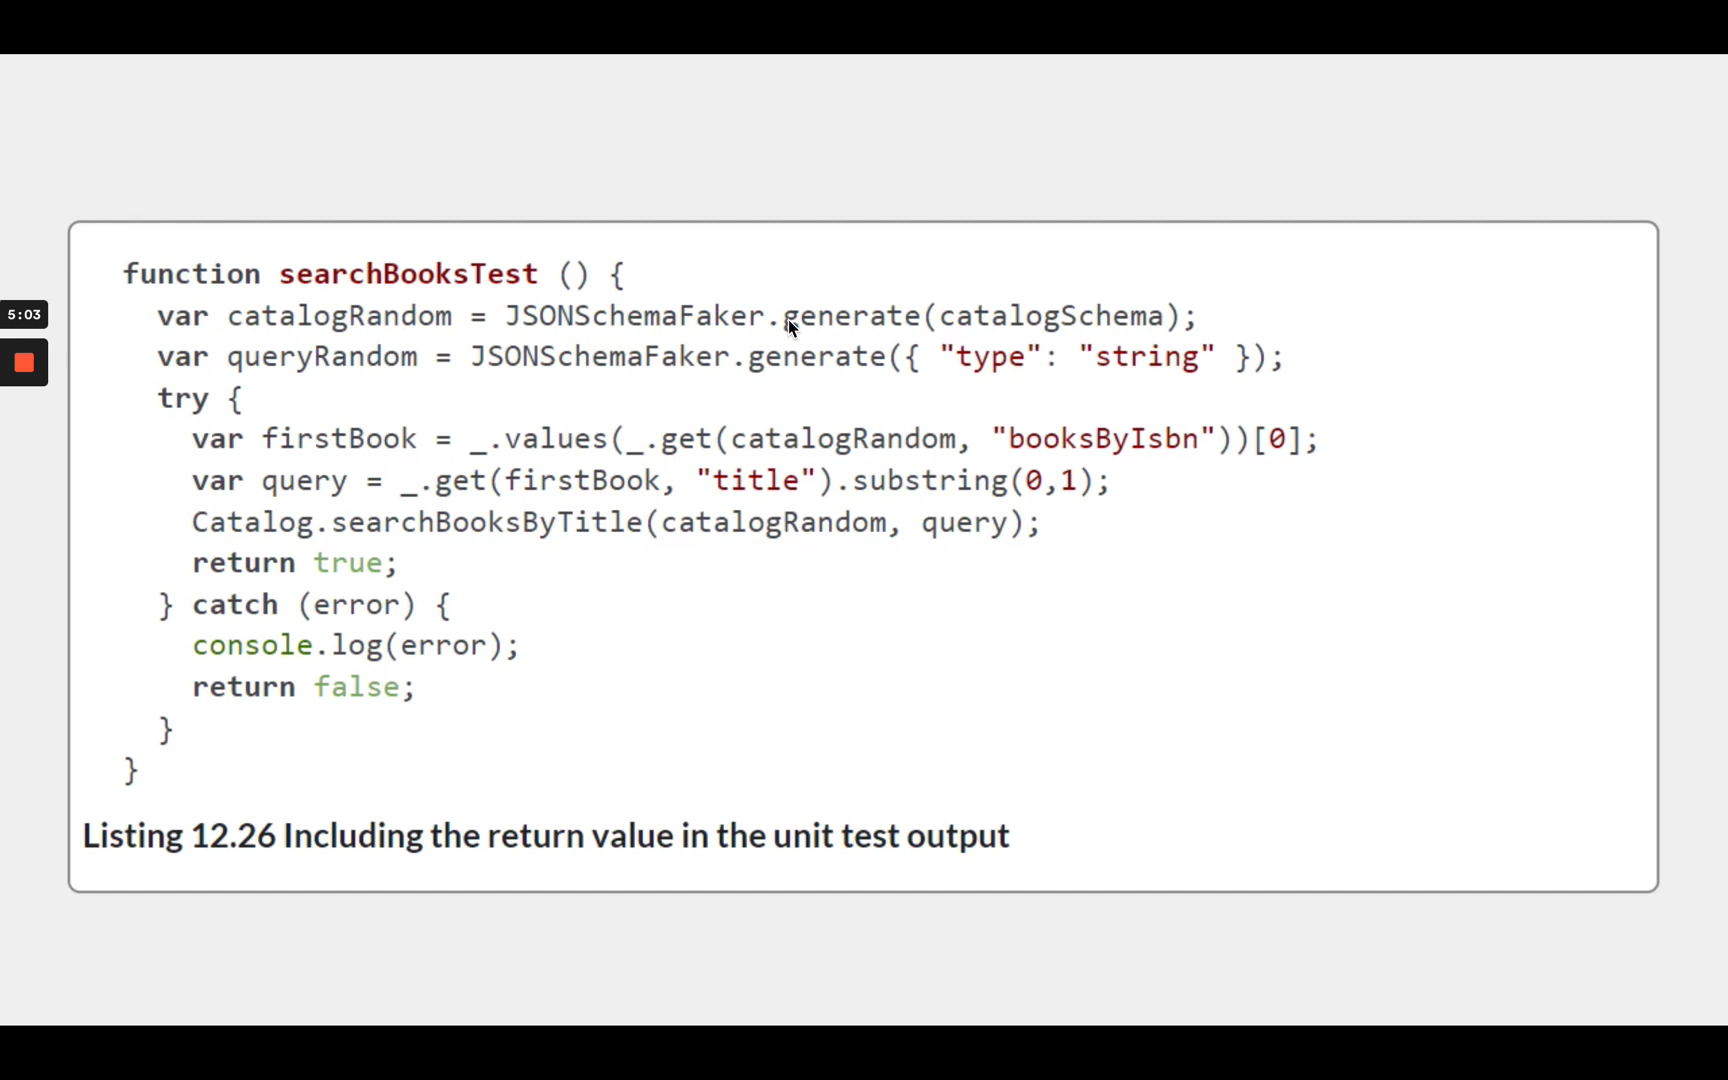 function searchBooksTest () {
var catalogRandom = JSONSchemaFaker.generate(catalogSchema);
var queryRandom = JSONSchemaFaker.generate({ "type": "string" });
try {
var firstBook = _.values(_.get(catalogRandom, "booksByIsbn"))[0];
var query = _.get(firstBook, "title").substring(0,1);
Catalog.searchBooksByTitle(catalogRandom, query);
return true;
} catch (error) {
console.log(error);
return false;
}
}
Listing 12.26 Including the return value in the unit test output
5:03